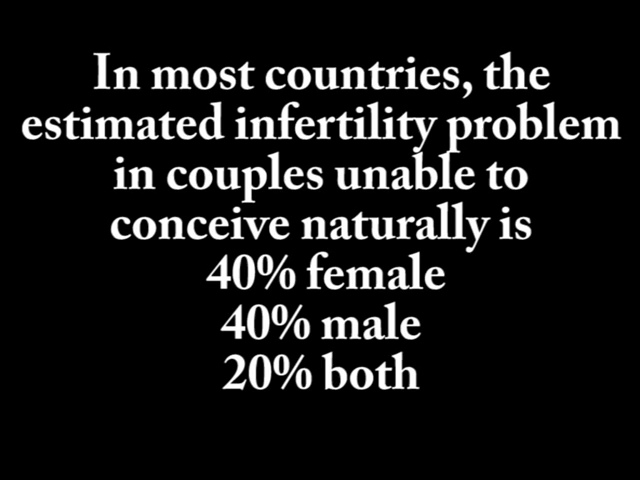 In most countries, the
estimated infertility problem
in couples unable to
conceive naturally is
40% female
40% male
20% both